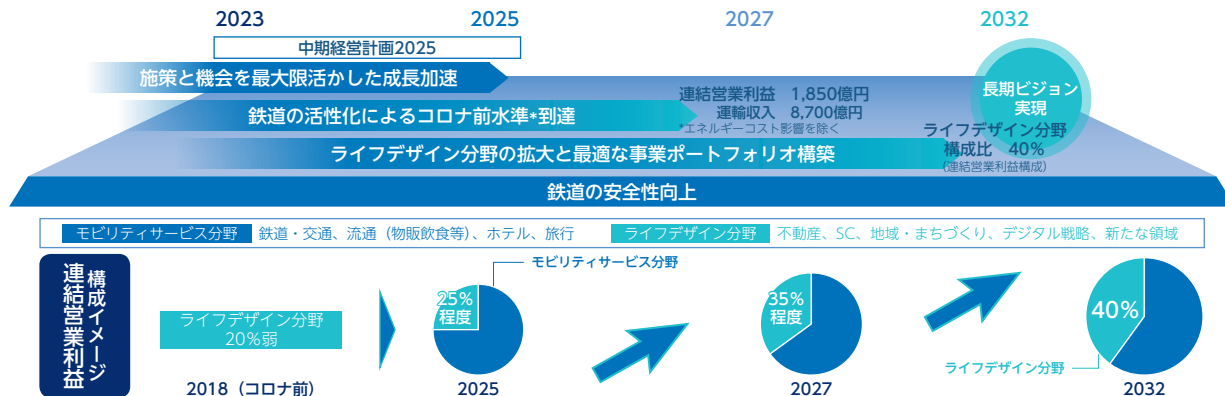 2023
2025
2027
2032
中期経営計画2025
施策と機会を最大限活かした成長加速
鉄道の活性化によるコロナ前水準*到達
連結営業利益 1,850億円
運輸収入 8,700億円
*エネルギーコスト影響を除く
長期ビジョン
実現
ライフデザイン分野
構成比 40%
(連結営業利益構成)
ライフデザイン分野の拡大と最適な事業ポートフォリオ構築
鉄道の安全性向上
モビリティサービス分野 鉄道・交通、流通（物販飲食等）、ホテル、旅行
ライフデザイン分野 不動産、SC、地域・まちづくり、デジタル戦略、新たな領域
連結営業利益
構成イメージ
ライフデザイン分野
20%弱
2018（コロナ前）
モビリティサービス分野
25%
程度
2025
35%
程度
2027
40%
ライフデザイン分野
2032